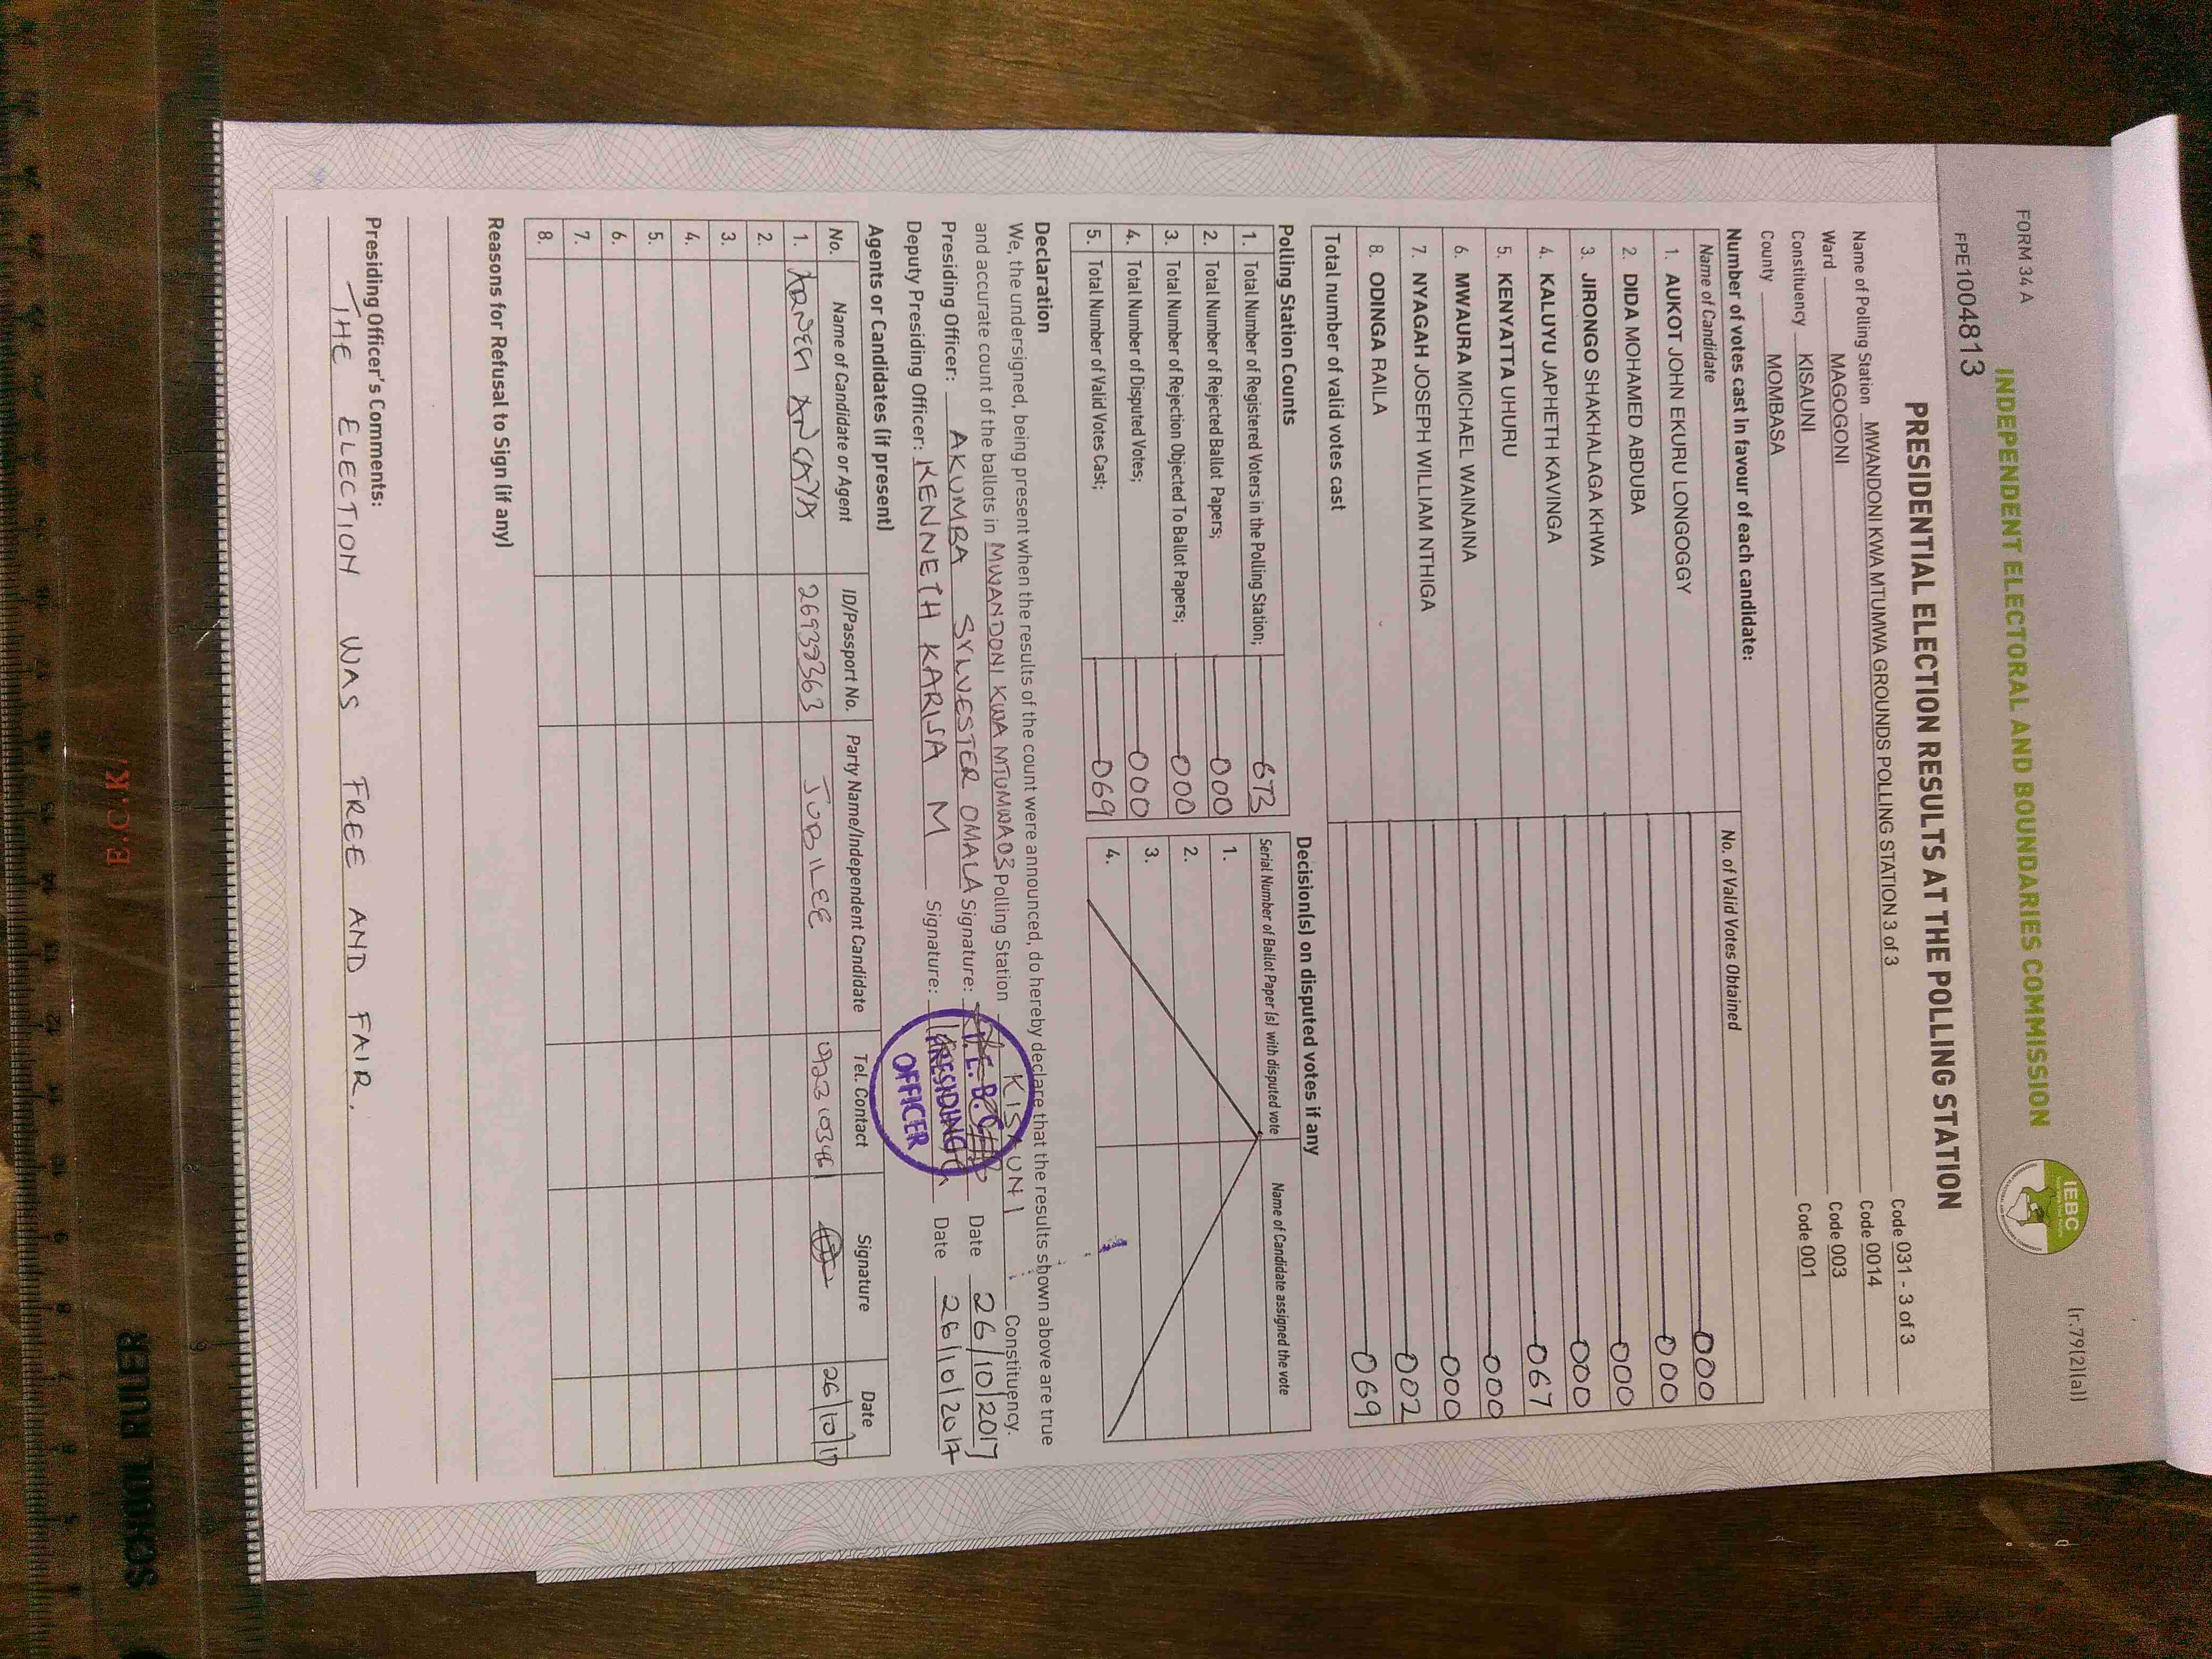 FORM 34 A
(r.79(2)(a))
INDEPENDENT ELECTORAL AND BOUNDARIES COMMISSION
IEBC
FPE1004813
PRESIDENTIAL ELECTION RESULTS AT THE POLLING STATION
Name of Polling Station MWANDONI KWA MTUMWA GROUNDS POLLING STATION 3 of 3 Code 031 - 3 of 3
Ward MAGOGONI Code 0014
Constituency KISAUNI Code 003
County MOMBASA Code 001
Number of votes cast in favour of each candidate:
Name of Candidate No. of Valid Votes Obtained
1. AUKOT JOHN EKURU LONGOGGY 000
2. DIDA MOHAMED ABDUBA 000
3. JIRONGO SHAKHALAGA KHWA 000
4. KALUYU JAPHETH KAVINGA 000
5. KENYATTA UHURU 067
6. MWAURA MICHAEL WAINAINA 000
7. NYAGAH JOSEPH WILLIAM NTHIGA 000
8. ODINGA RAILA 002
Total number of valid votes cast 069
Polling Station Counts
1. Total Number of Registered Voters in the Polling Station; 673
2. Total Number of Rejected Ballot Papers; 000
3. Total Number of Rejection Objected To Ballot Papers; 000
4. Total Number of Disputed Votes; 000
5. Total Number of Valid Votes Cast; 069
Decision(s) on disputed votes if any
Serial Number of Ballot Paper (s) with disputed vote Name of Candidate assigned the vote
1.
2.
3.
4.
Declaration
We, the undersigned, being present when the results of the count were announced, do hereby declare that the results shown above are true
and accurate count of the ballots in MWANDONI KWA MTUMWA 03 Polling Station KISAUNI Constituency.
Presiding Officer: AKUMBA SYLVESTER OMALA Signature: Date 26/10/2017
Deputy Presiding Officer: KENNETH KARISA M Signature: Date 26/10/2017
I.E.B.C
PRESIDING
OFFICER
Agents or Candidates (if present)
No. Name of Candidate or Agent ID/Passport No. Party Name/Independent Candidate Tel. Contact Signature Date
1. JUBILEE 26/10/17
2.
3.
4.
5.
6.
7.
8.
Reasons for Refusal to Sign (if any)
Presiding Officer's Comments:
THE ELECTION WAS FREE AND FAIR.
E.C.K.